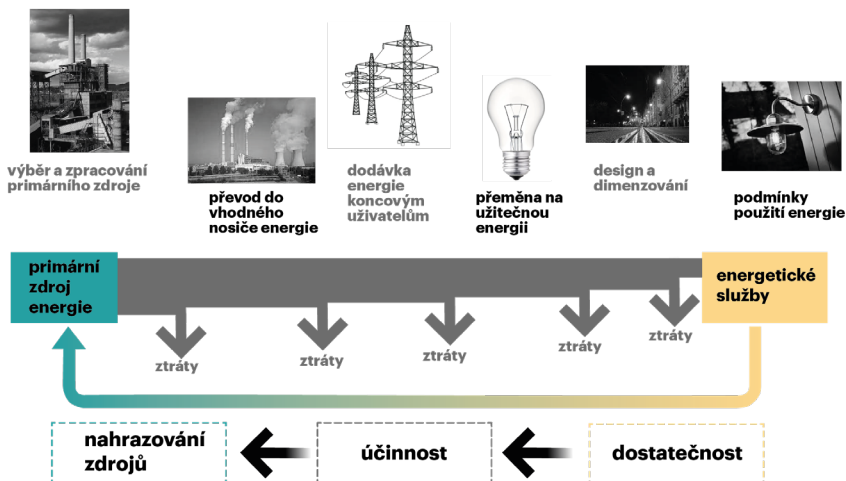 výběr a zpracování
primárního zdroje
převod do
vhodného
nosiče energie
dodávka
energie
koncovým
uživatelům
přeměna na
užitečnou
energii
design a
dimenzování
podmínky
použití energie
primární
zdroj
energie
energetické
služby
ztráty
ztráty
ztráty
ztráty
ztráty
nahrazování
zdrojů
účinnost
dostatečnost